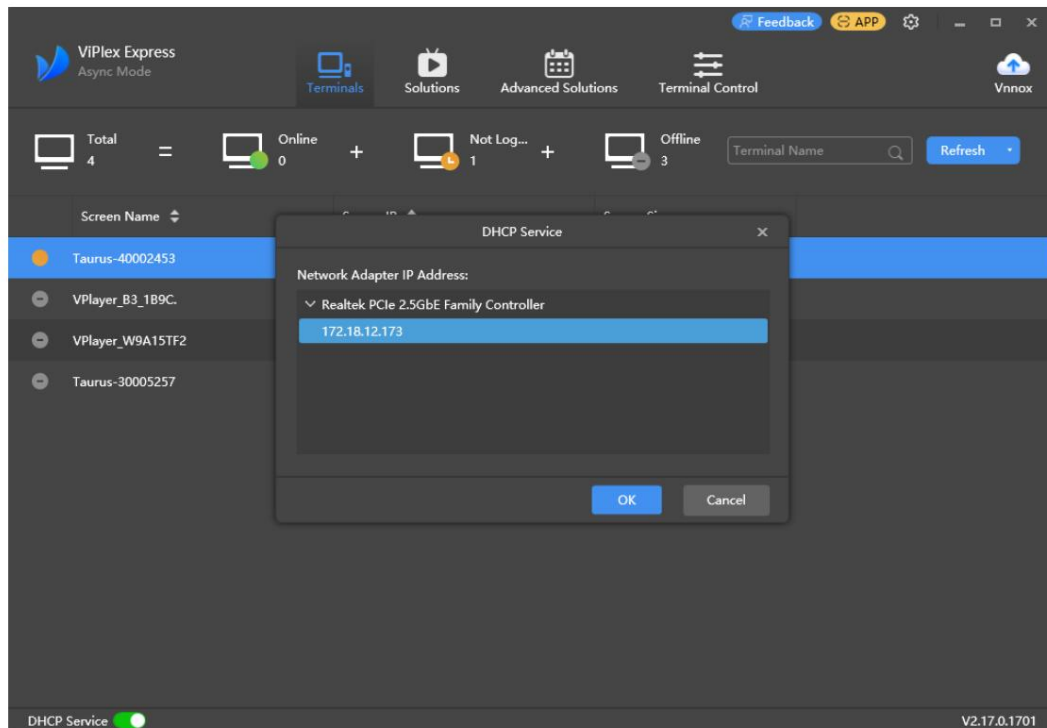 Feedback
APP
ViPlex Express
Async Mode
Terminals
Solutions
Advanced Solutions
Terminal Control
Vnnox
Total
4
=
Online
0
+
Not Log...
1
+
Offline
3
Terminal Name
Refresh
Screen Name
DHCP Service
Taurus-40002453
Network Adapter IP Address:
VPlayer_B3_1B9C.
Realtek PCIe 2.5GbE Family Controller
172.18.12.173
VPlayer_W9A15TF2
Taurus-30005257
OK
Cancel
DHCP Service
V2.17.0.1701